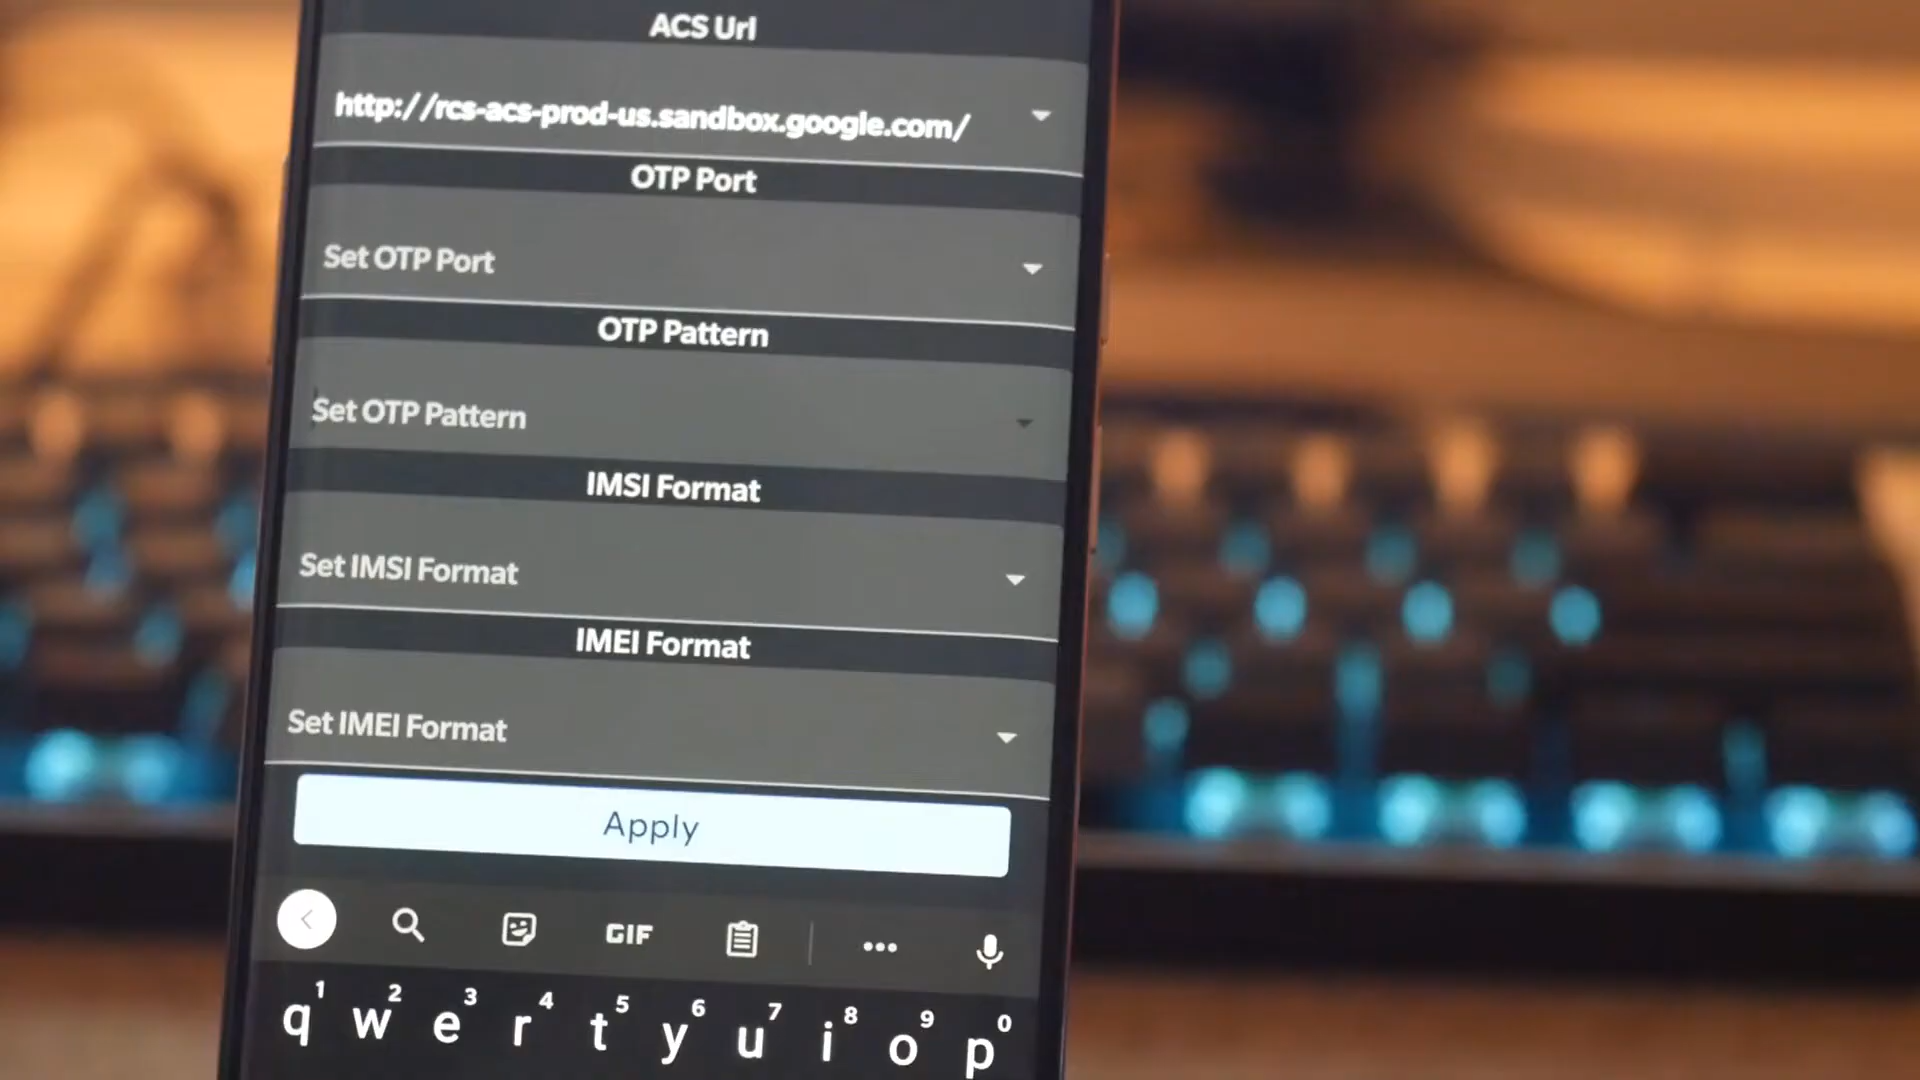 ACS Url
http://rcs-acs-prod-us.sandbox.google.com/
OTP Port
Set OTP Port
OTP Pattern
Set OTP Pattern
IMSI Format
Set IMSI Format
IMEI Format
Set IMEI Format
Apply
GIF
1 2 3 4 5 6 7 8 9 0
q w e r t y u i o p